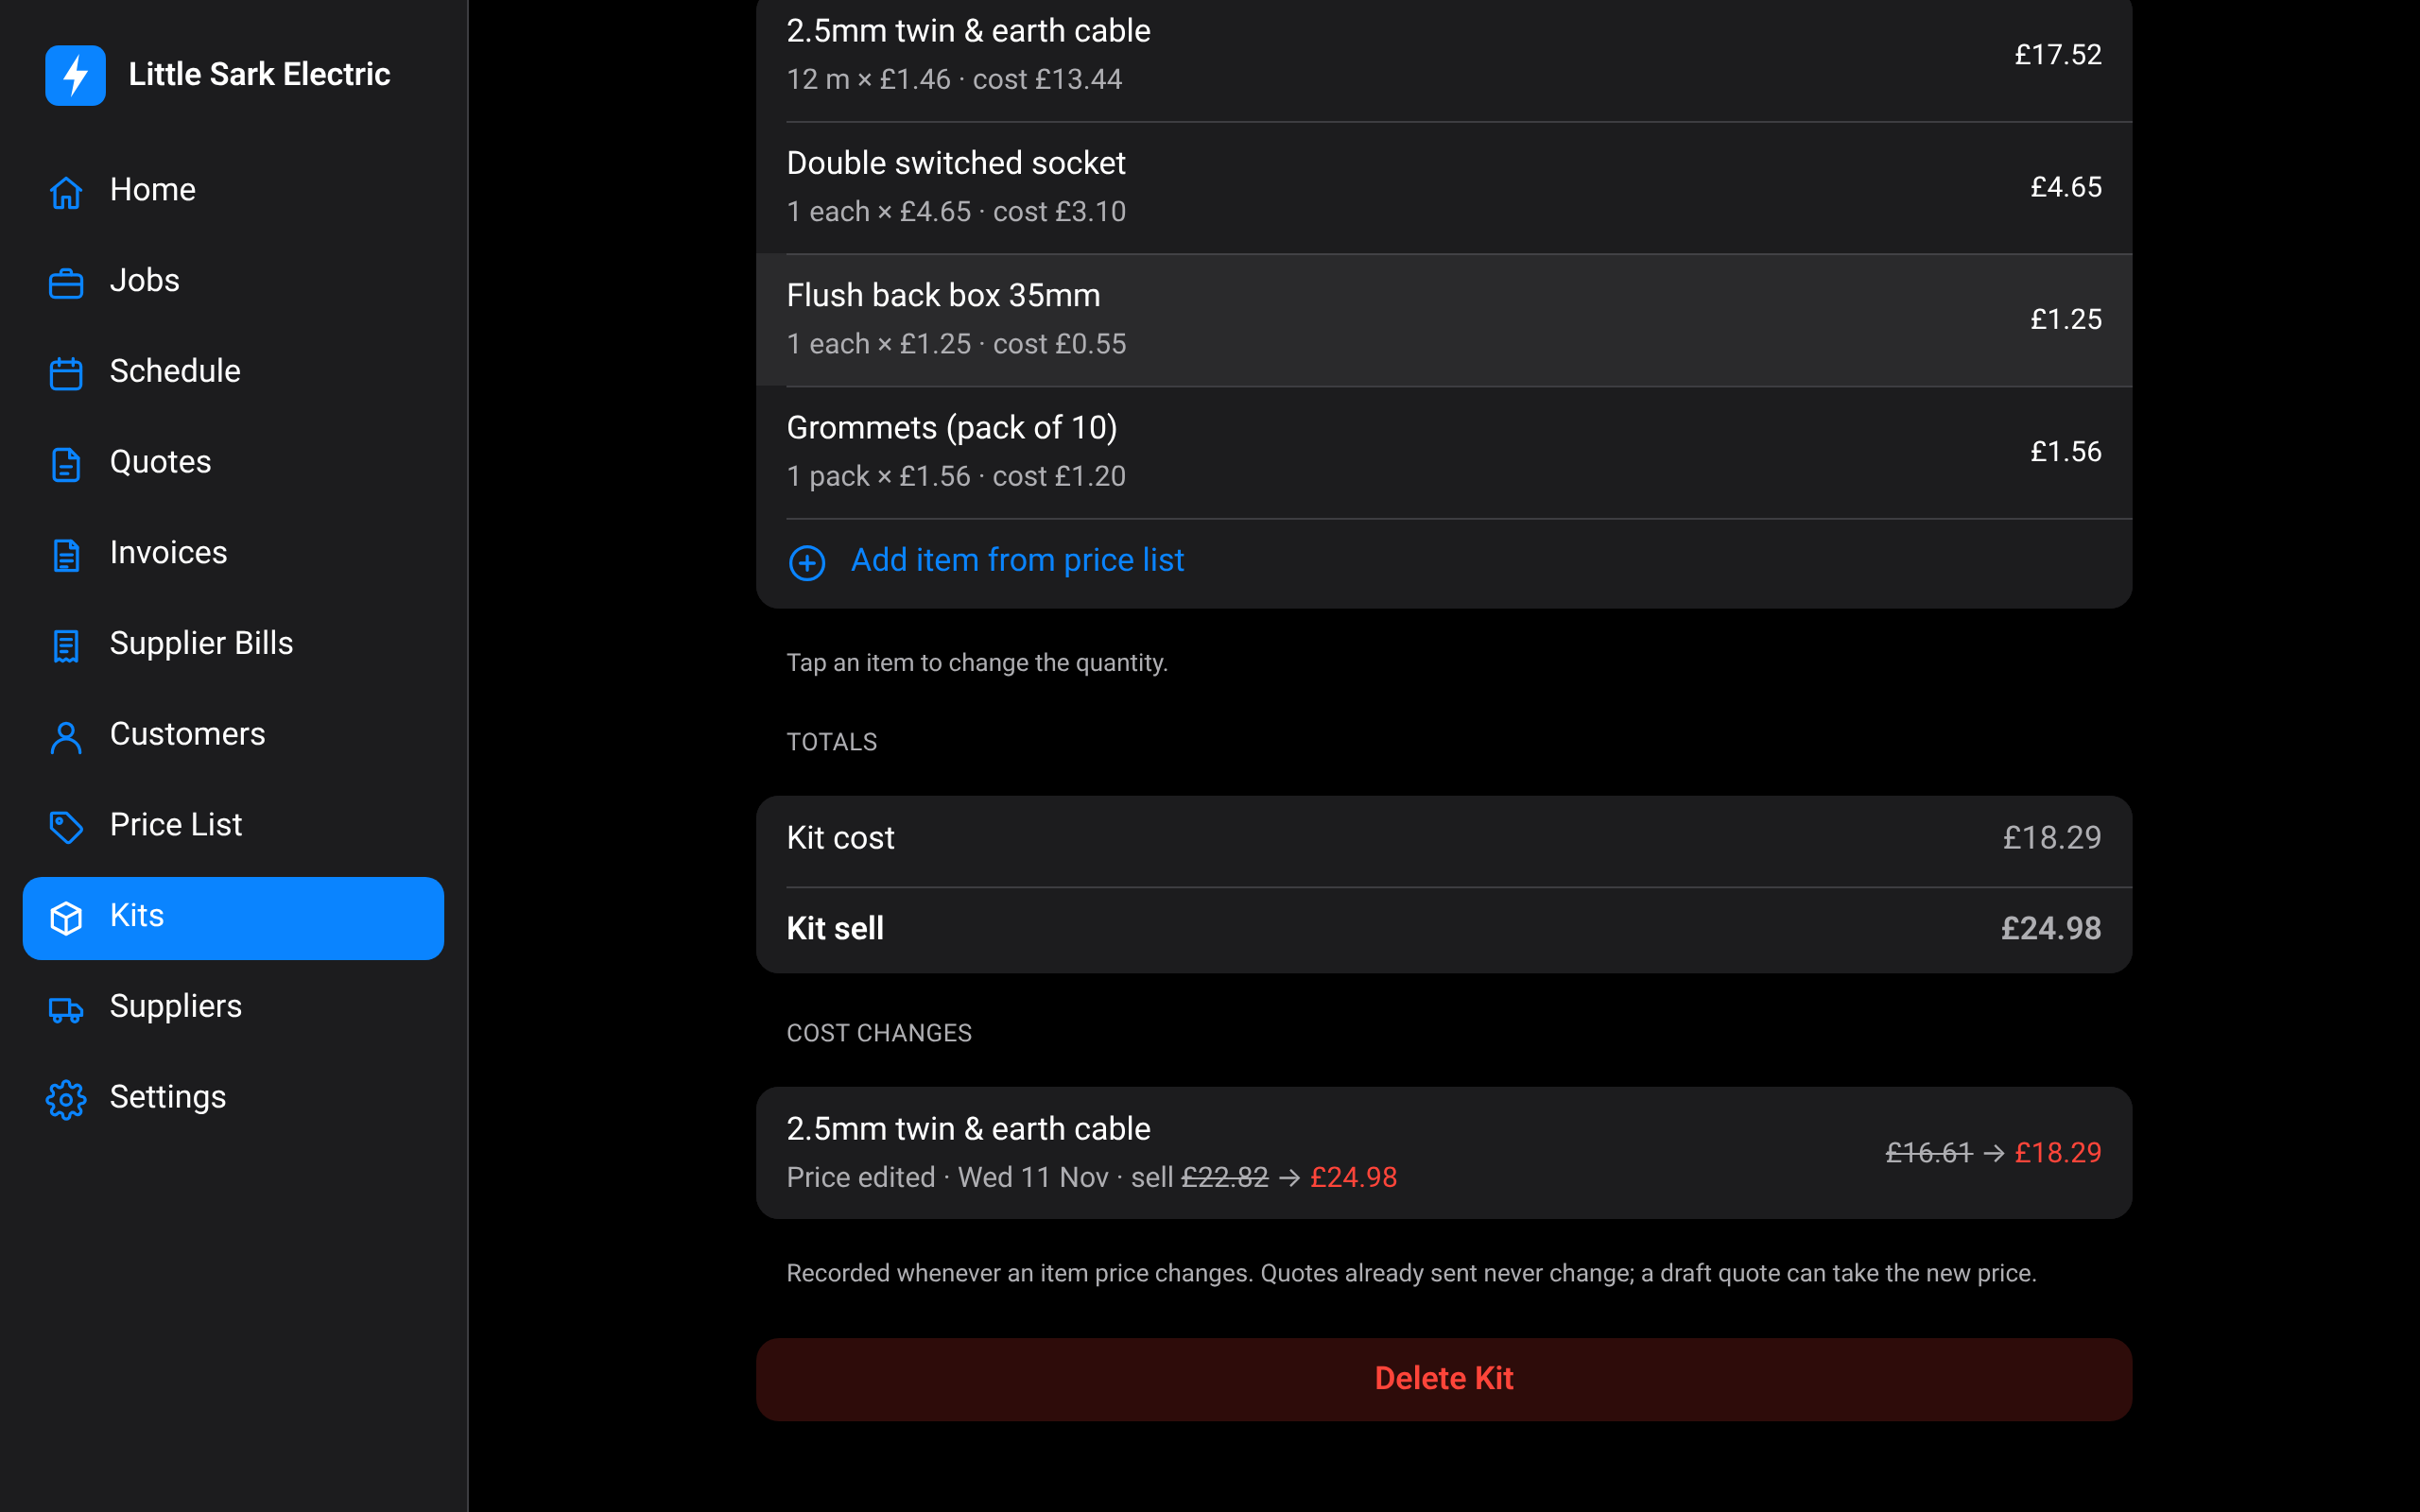 Little Sark Electric
Home
Jobs
Schedule
Quotes
Invoices
Supplier Bills
Customers
Price List
Kits
Suppliers
Settings
2.5mm twin & earth cable
12 m × £1.46 · cost £13.44
£17.52
Double switched socket
1 each × £4.65 · cost £3.10
£4.65
Flush back box 35mm
1 each × £1.25 · cost £0.55
£1.25
Grommets (pack of 10)
1 pack × £1.56 · cost £1.20
£1.56
Add item from price list
Tap an item to change the quantity.
TOTALS
Kit cost £18.29
Kit sell £24.98
COST CHANGES
2.5mm twin & earth cable
Price edited · Wed 11 Nov · sell £22.82 → £24.98
£16.61 → £18.29
Recorded whenever an item price changes. Quotes already sent never change; a draft quote can take the new price.
Delete Kit